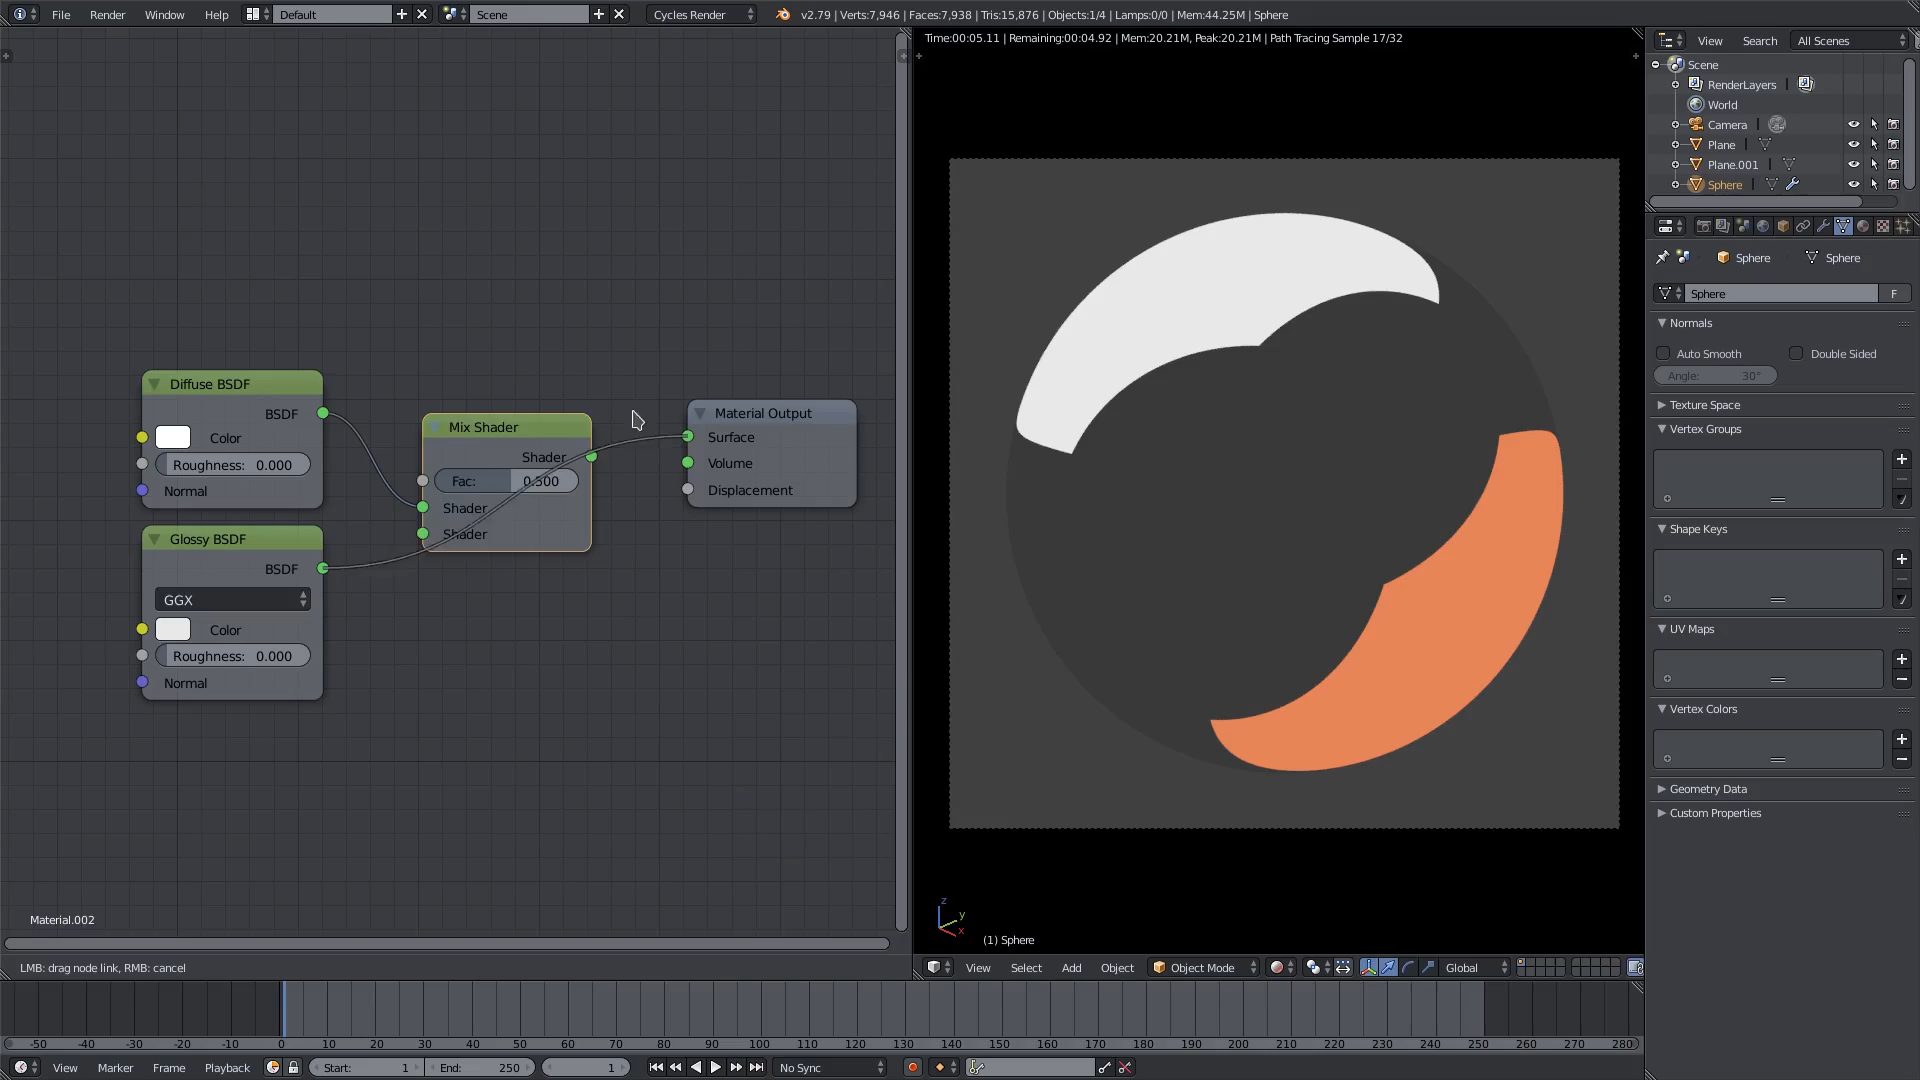 File Render Window Help Default Scene Cycles Render v2.79 | Verts:7,946 | Faces:7,938 | Tris:15,876 | Objects:1/4 | Lamps:0/0 | Mem:44.25M | Sphere
Time:00:05.11 | Remaining:00:04.92 | Mem:20.21M, Peak:20.21M | Path Tracing Sample 17/32
View Search All Scenes
Scene
RenderLayers
World
Camera
Plane
Plane.001
Sphere
Sphere Sphere
Sphere F
Normals
Auto Smooth Double Sided
Angle: 30°
Texture Space
Vertex Groups
Shape Keys
UV Maps
Vertex Colors
Geometry Data
Custom Properties
Diffuse BSDF
BSDF
Color
Roughness: 0.000
Normal
Glossy BSDF
BSDF
GGX
Color
Roughness: 0.000
Normal
Mix Shader
Shader
Fac: 0.500
Shader
Shader
Material Output
Surface
Volume
Displacement
Material.002
z
y
x
(1) Sphere
LMB: drag node link, RMB: cancel
View Select Add Object Object Mode Global
-50 -40 -30 -20 -10 0 10 20 30 40 50 60 70 80 90 100 110 120 130 140 150 160 170 180 190 200 210 220 230 240 250 260 270 280
View Marker Frame Playback Start: 1 End: 250 1 No Sync